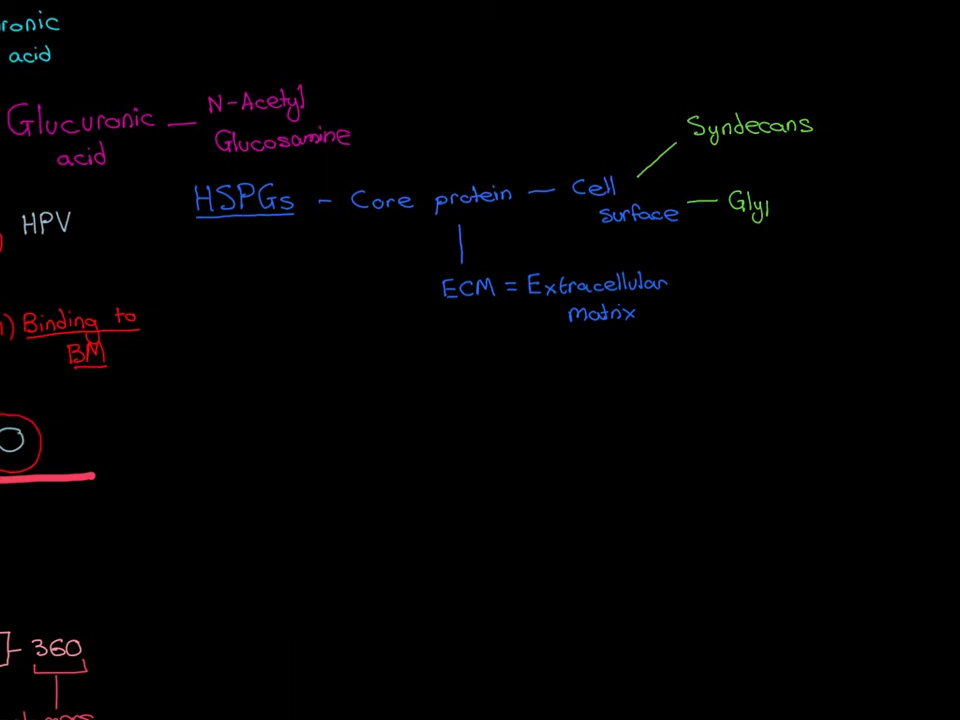 ronic
acid
Glucuronic — N-Acetyl
acid Glucosamine
Syndecans
HSPGs - Core protein — Cell
surface — Glyl
HPV
ECM = Extracellular
matrix
) Binding to
BM
360